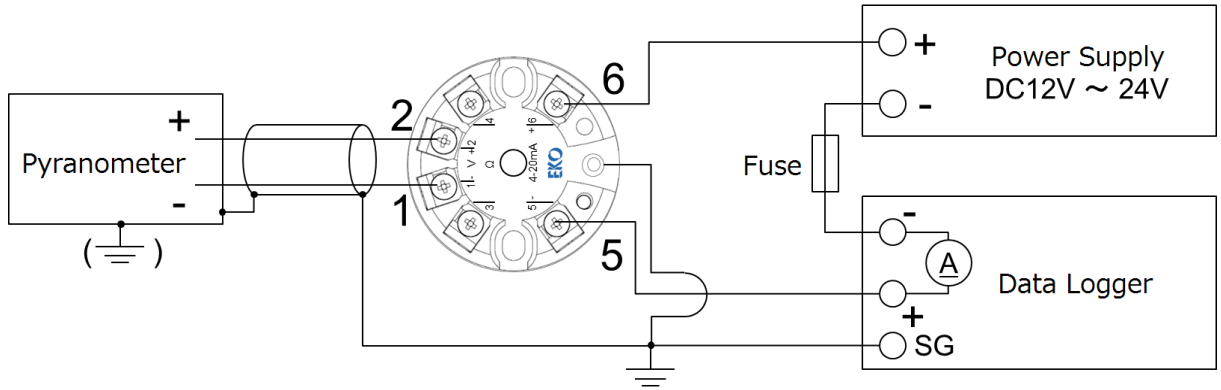 Pyranometer
+
-
( )
2
1
6
5
4
+6
+2
V
Ω
4-20mA
EKO
1-
3
5 -
+
-
Power Supply
DC12V ～ 24V
Fuse
-
A
+
Data Logger
SG